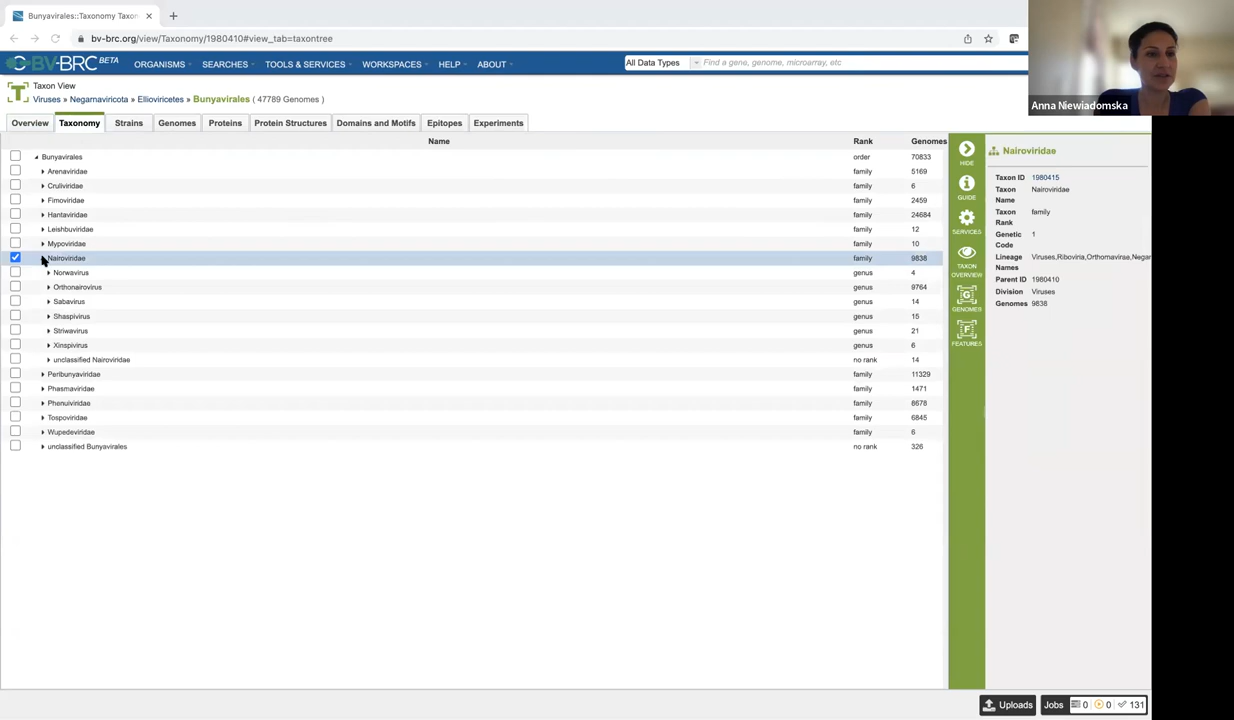 Bunyavirales::Taxonomy Taxon
bv-brc.org/view/Taxonomy/1980410#view_tab=taxontree
BV-BRC BETA
ORGANISMS
SEARCHES
TOOLS & SERVICES
WORKSPACES
HELP
ABOUT
All Data Types
Find a gene, genome, microarray, etc
Anna Niewiadomska
Taxon View
Viruses » Negarnaviricota » Ellioviricetes » Bunyavirales ( 47789 Genomes )
Overview
Taxonomy
Strains
Genomes
Proteins
Protein Structures
Domains and Motifs
Epitopes
Experiments
Name Rank Genomes
Bunyavirales order 70833
Arenaviridae family 5169
Cruliviridae family 6
Fimoviridae family 2459
Hantaviridae family 24684
Leishbuviridae family 12
Mypoviridae family 10
Nairoviridae family 9838
Norwavirus genus 4
Orthonairovirus genus 9764
Sabavirus genus 14
Shaspivirus genus 15
Striwavirus genus 21
Xinspivirus genus 6
unclassified Nairoviridae no rank 14
Peribunyaviridae family 11329
Phasmaviridae family 1471
Phenuiviridae family 8678
Tospoviridae family 6845
Wupedeviridae family 6
unclassified Bunyavirales no rank 326
HIDE
GUIDE
SERVICES
TAXON OVERVIEW
GENOMES
FEATURES
Nairoviridae
Taxon ID 1980415
Taxon Name Nairoviridae
Taxon Rank family
Genetic Code 1
Lineage Names Viruses,Riboviria,Orthornavirae,Negar
Parent ID 1980410
Division Viruses
Genomes 9838
Uploads
Jobs 0 0 131